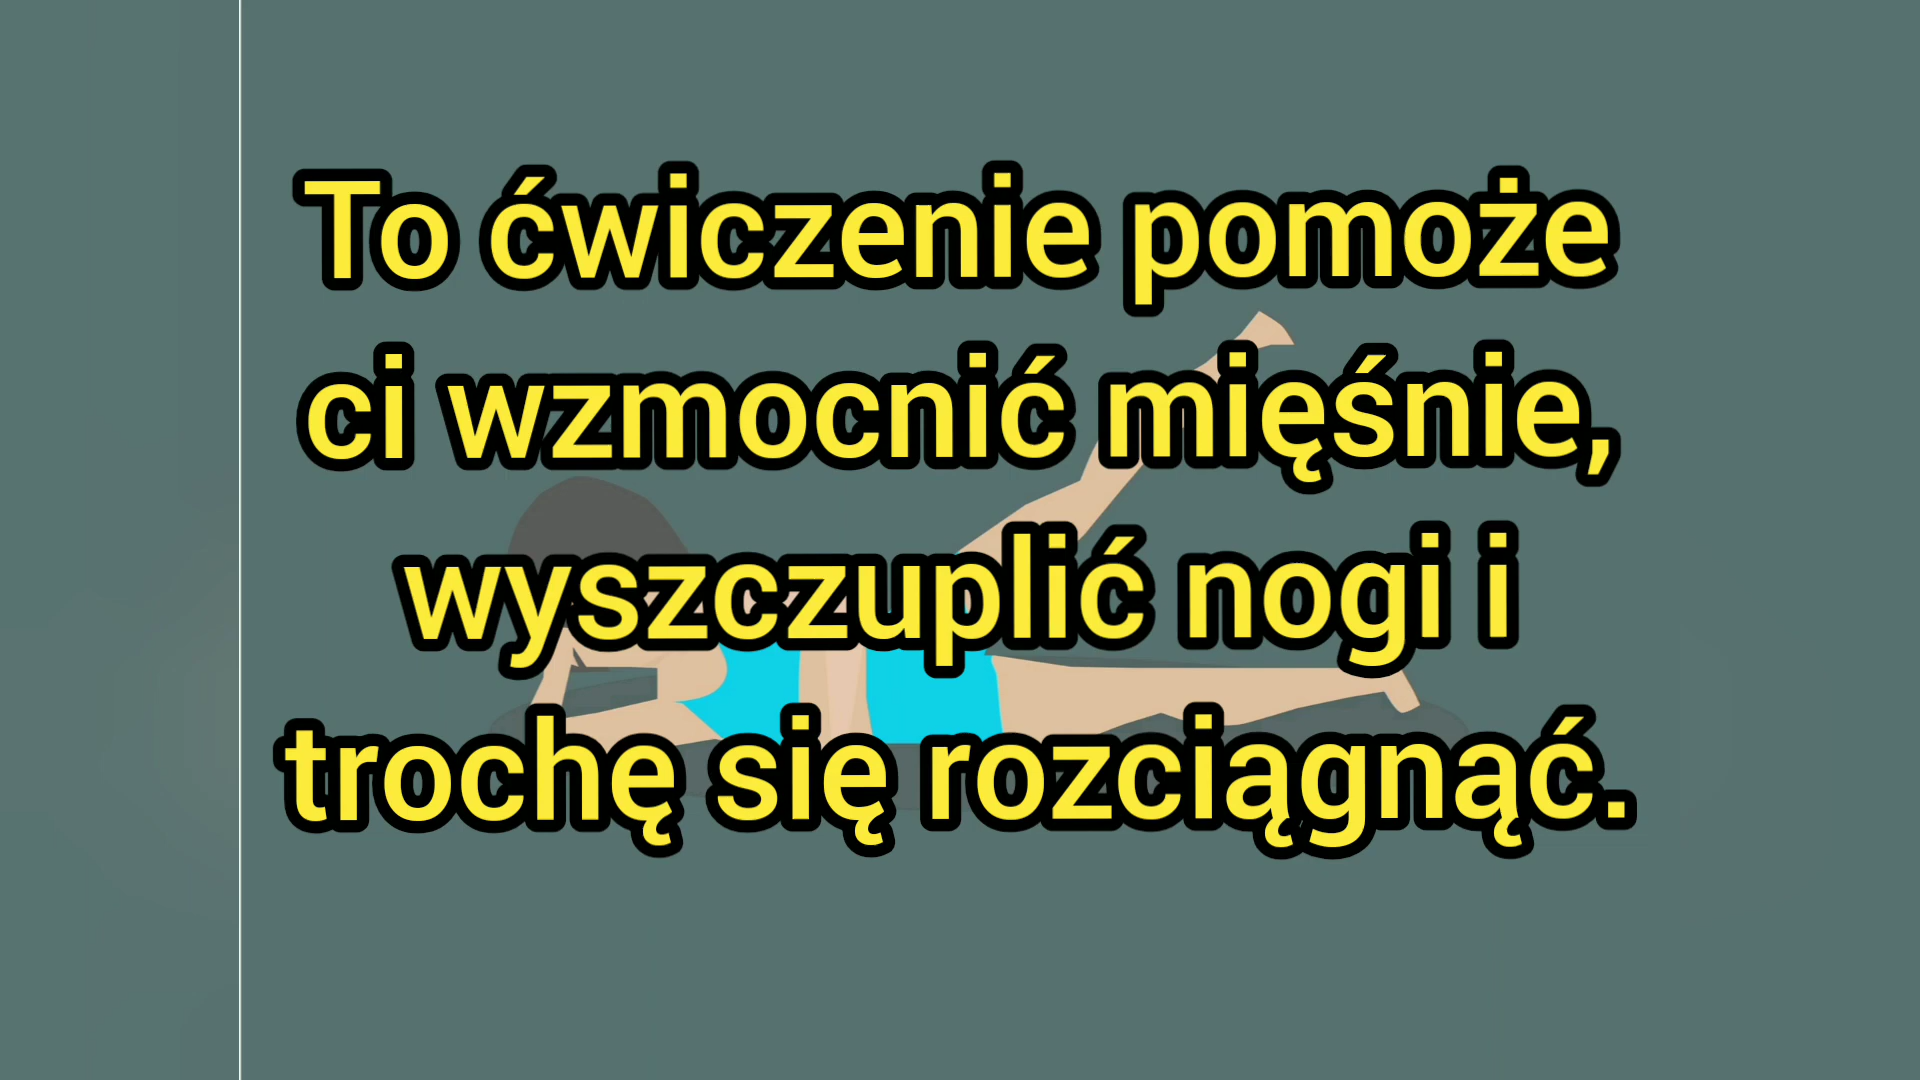 To ćwiczenie pomoże
ci wzmocnić mięśnie,
wyszczuplić nogi i
trochę się rozciągnąć.